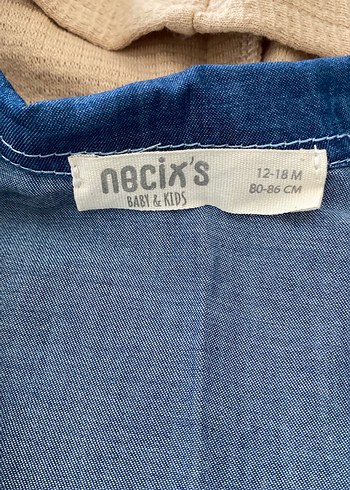 necix's
BABY & KIDS
12-18 M
80-86 CM